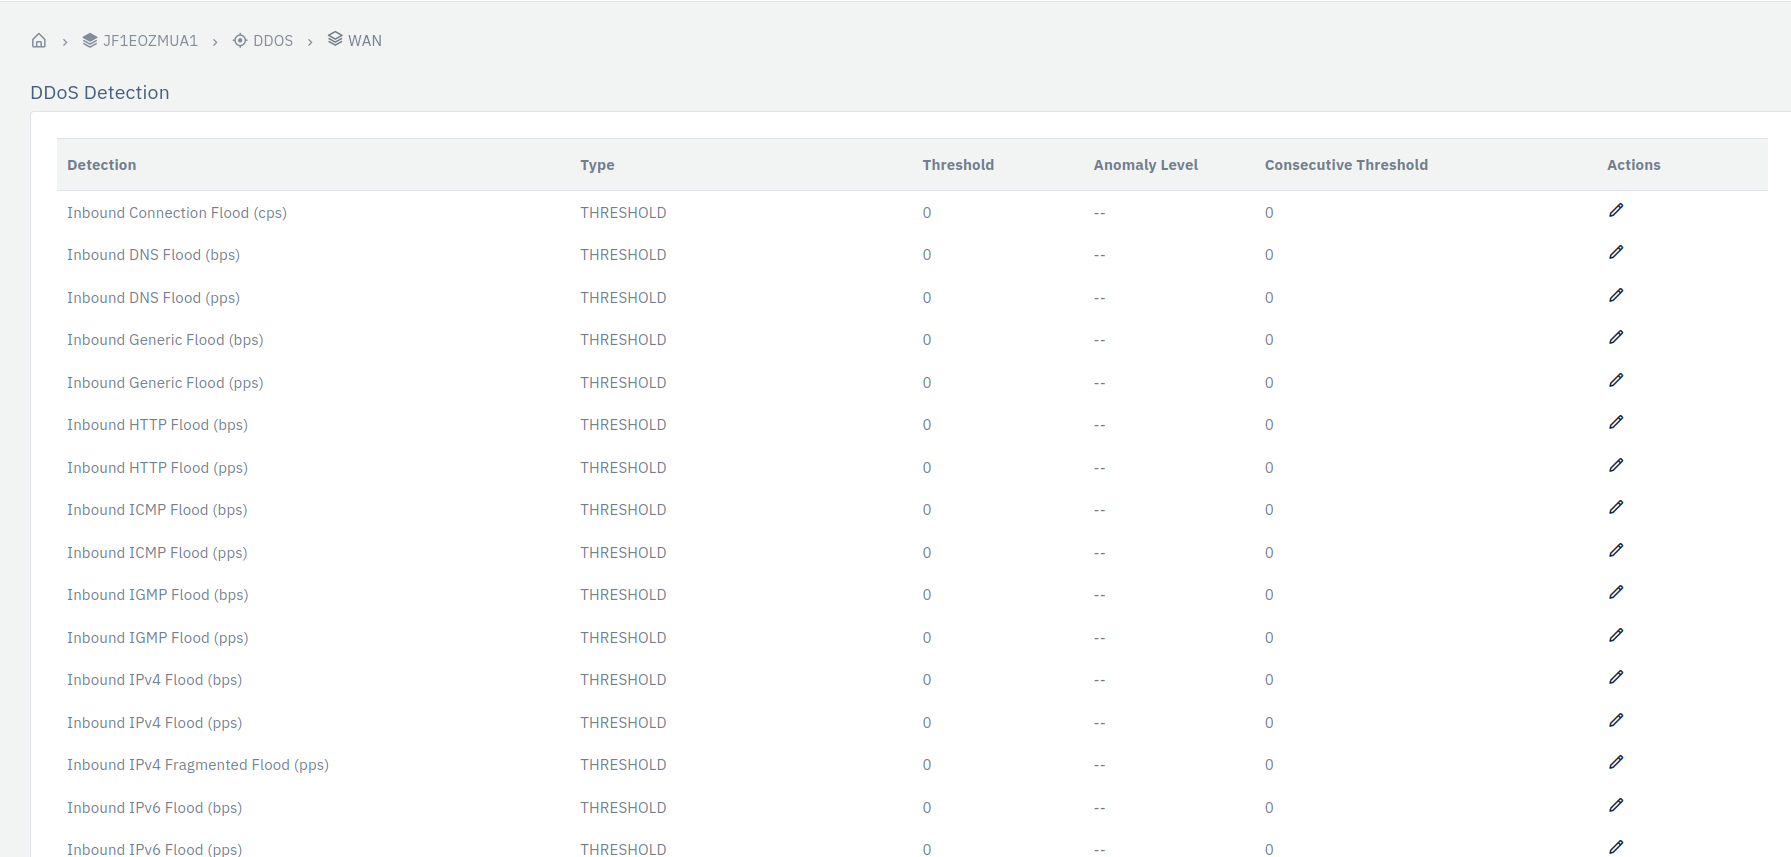 JF1EOZMUA1 › DDOS › WAN
DDoS Detection
Detection Type Threshold Anomaly Level Consecutive Threshold Actions
Inbound Connection Flood (cps) THRESHOLD 0 -- 0
Inbound DNS Flood (bps) THRESHOLD 0 -- 0
Inbound DNS Flood (pps) THRESHOLD 0 -- 0
Inbound Generic Flood (bps) THRESHOLD 0 -- 0
Inbound Generic Flood (pps) THRESHOLD 0 -- 0
Inbound HTTP Flood (bps) THRESHOLD 0 -- 0
Inbound HTTP Flood (pps) THRESHOLD 0 -- 0
Inbound ICMP Flood (bps) THRESHOLD 0 -- 0
Inbound ICMP Flood (pps) THRESHOLD 0 -- 0
Inbound IGMP Flood (bps) THRESHOLD 0 -- 0
Inbound IGMP Flood (pps) THRESHOLD 0 -- 0
Inbound IPv4 Flood (bps) THRESHOLD 0 -- 0
Inbound IPv4 Flood (pps) THRESHOLD 0 -- 0
Inbound IPv4 Fragmented Flood (pps) THRESHOLD 0 -- 0
Inbound IPv6 Flood (bps) THRESHOLD 0 -- 0
Inbound IPv6 Flood (pps) THRESHOLD 0 -- 0